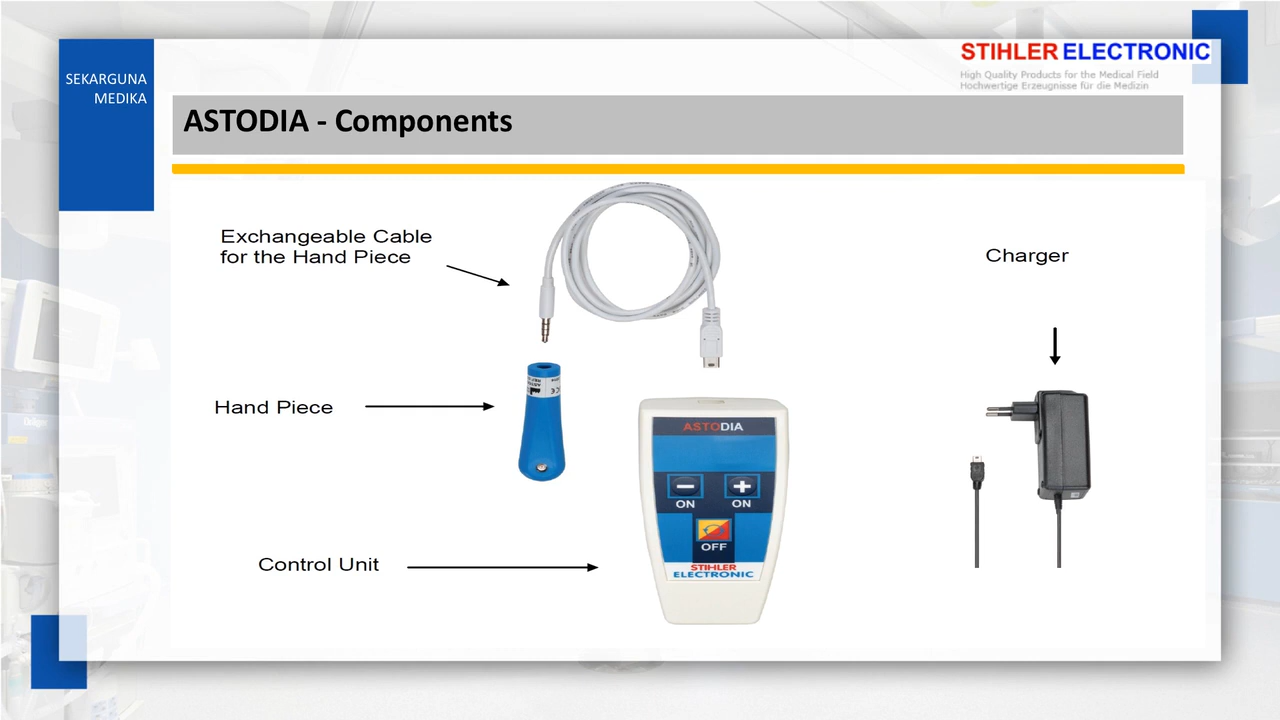 SEKARGUNA
MEDIKA
STIHLER ELECTRONIC
High Quality Products for the Medical Field
Hochwertige Erzeugnisse für die Medizin
ASTODIA - Components
Exchangeable Cable
for the Hand Piece
Charger
Hand Piece
ASTODIA
ON
ON
OFF
Control Unit
STIHLER
ELECTRONIC